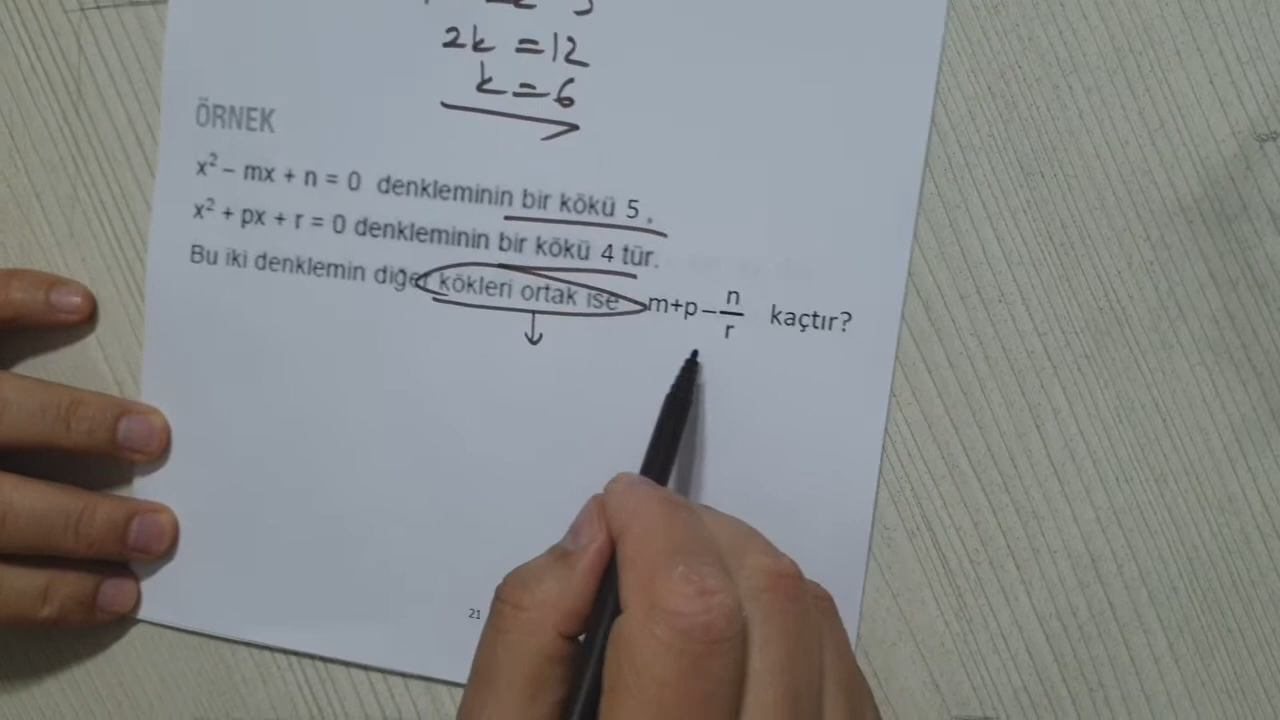 2k = 12
k = 6
ÖRNEK
x² – mx + n = 0 denkleminin bir kökü 5 ,
x² + px + r = 0 denkleminin bir kökü 4 tür.
Bu iki denklemin diğer kökleri ortak ise m+p–n/r kaçtır?
21